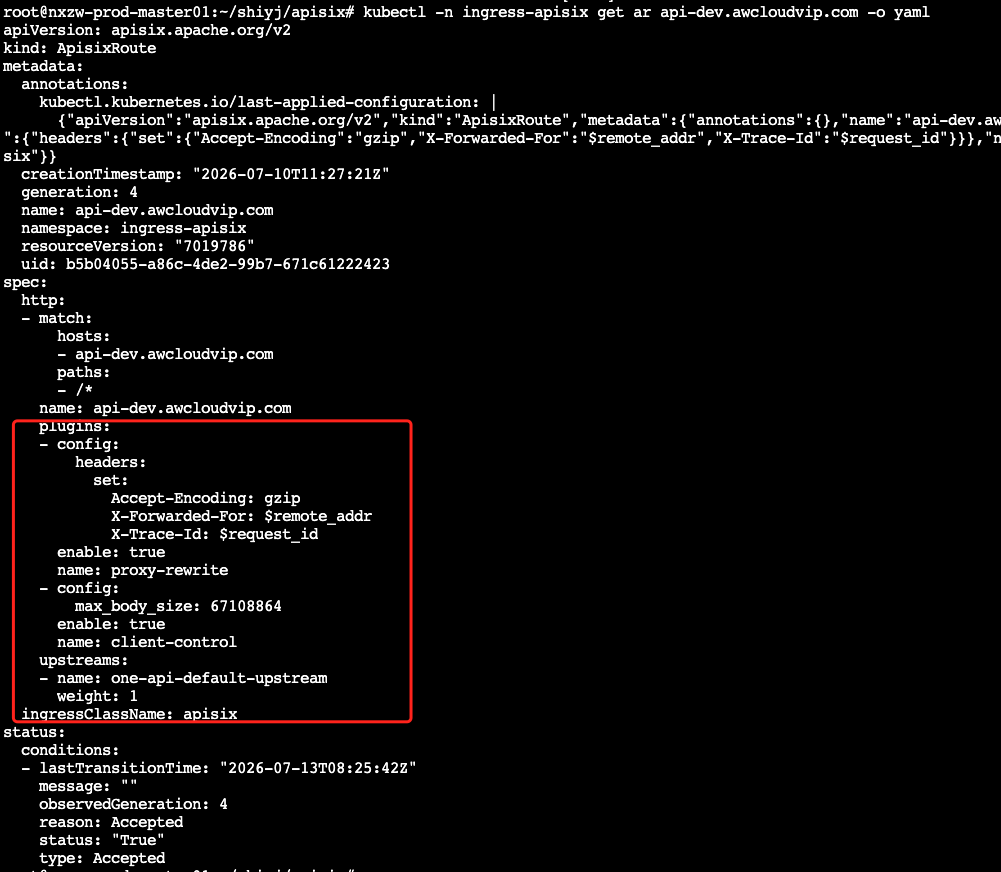 root@nxzw-prod-master01:~/shiyj/apisix# kubectl -n ingress-apisix get ar api-dev.awcloudvip.com -o yaml
apiVersion: apisix.apache.org/v2
kind: ApisixRoute
metadata:
  annotations:
    kubectl.kubernetes.io/last-applied-configuration: |
      {"apiVersion":"apisix.apache.org/v2","kind":"ApisixRoute","metadata":{"annotations":{},"name":"api-dev.aw
":{"headers":{"set":{"Accept-Encoding":"gzip","X-Forwarded-For":"$remote_addr","X-Trace-Id":"$request_id"}}},"n
six"}}
  creationTimestamp: "2026-07-10T11:27:21Z"
  generation: 4
  name: api-dev.awcloudvip.com
  namespace: ingress-apisix
  resourceVersion: "7019786"
  uid: b5b04055-a86c-4de2-99b7-671c61222423
spec:
  http:
  - match:
      hosts:
      - api-dev.awcloudvip.com
      paths:
      - /*
    name: api-dev.awcloudvip.com
    plugins:
    - config:
        headers:
          set:
            Accept-Encoding: gzip
            X-Forwarded-For: $remote_addr
            X-Trace-Id: $request_id
      enable: true
      name: proxy-rewrite
    - config:
        max_body_size: 67108864
      enable: true
      name: client-control
    upstreams:
    - name: one-api-default-upstream
      weight: 1
  ingressClassName: apisix
status:
  conditions:
  - lastTransitionTime: "2026-07-13T08:25:42Z"
    message: ""
    observedGeneration: 4
    reason: Accepted
    status: "True"
    type: Accepted